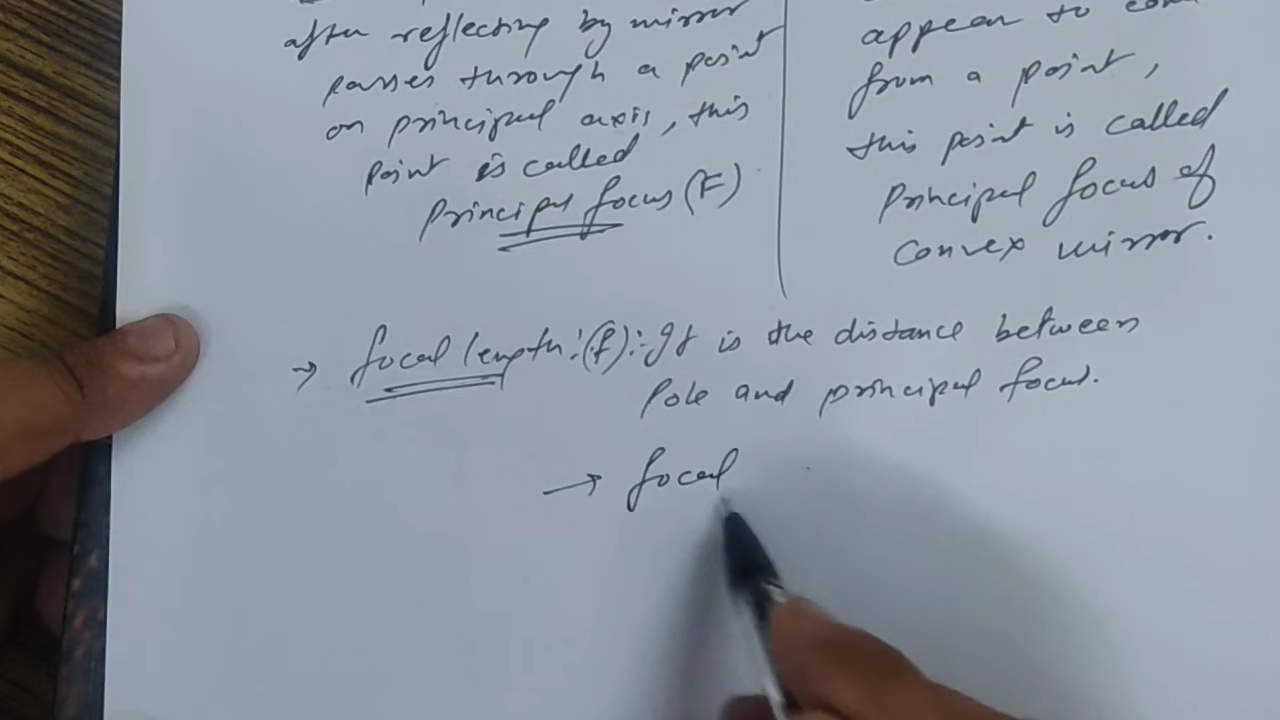 after reflecting by mirror
passes through a point
on principal axis, this
point is called
principal focus (F)
appear to
from a point,
this point is called
Principal focus of
convex mirror.
→ focal length:(f):- It is the distance between
Pole and principal focus.
→ focal